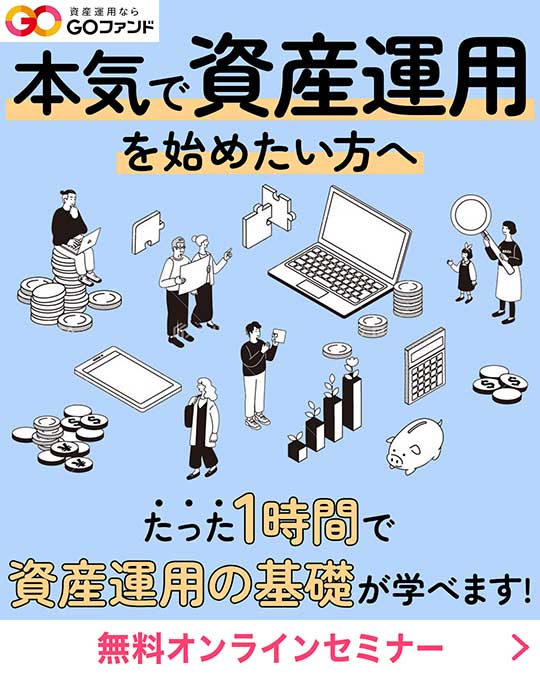 GO
資産運用なら
GOファンド
本気で資産運用
を始めたい方へ
たった1時間で
資産運用の基礎が学べます!
無料オンラインセミナー